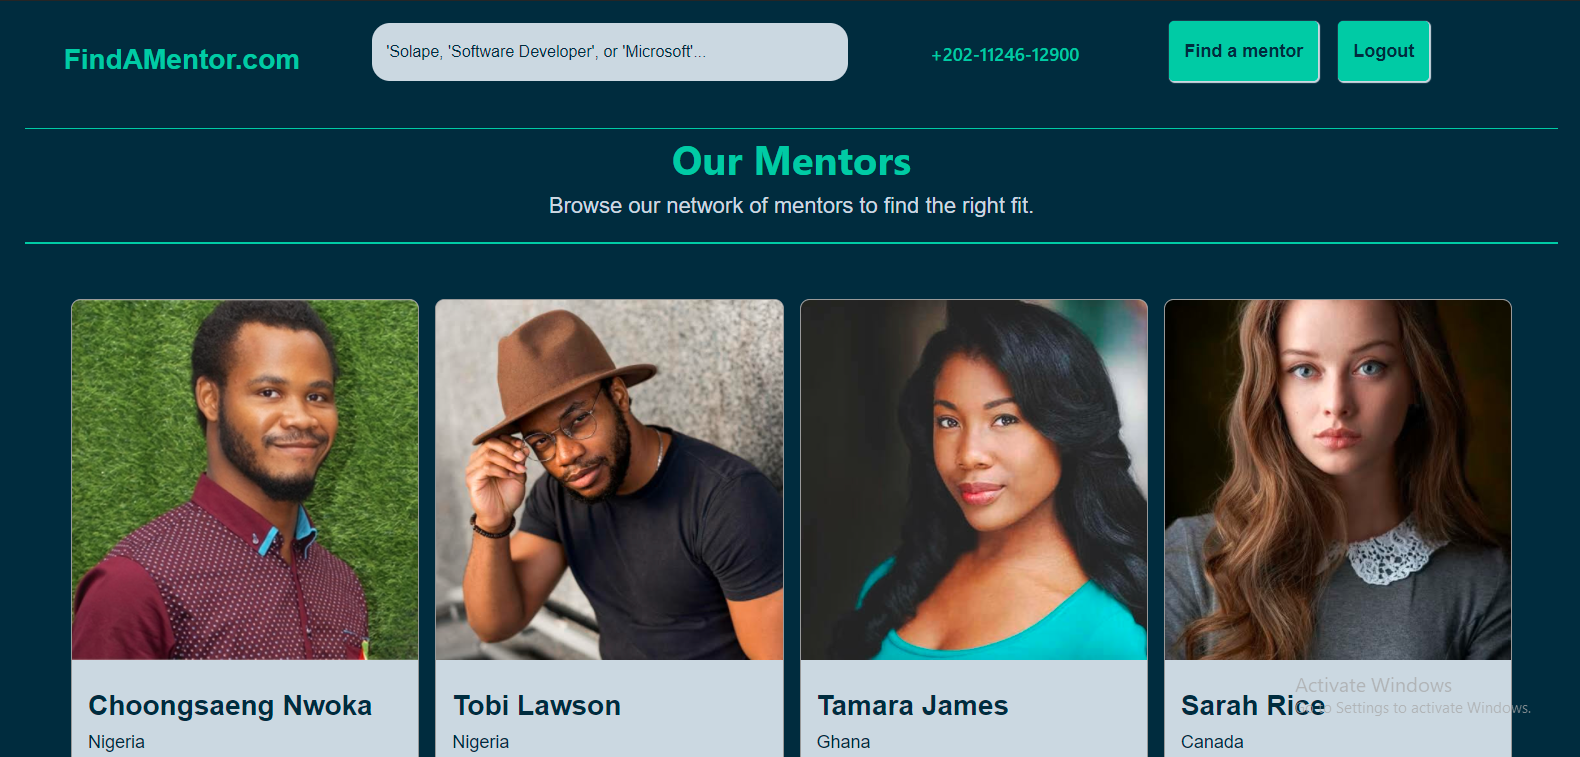 FindAMentor.com
'Solape, 'Software Developer', or 'Microsoft'...
+202-11246-12900
Find a mentor
Logout
Our Mentors
Browse our network of mentors to find the right fit.
Choongsaeng Nwoka
Nigeria
Tobi Lawson
Nigeria
Tamara James
Ghana
Sarah Rice
Canada
Activate Windows
Go to Settings to activate Windows.